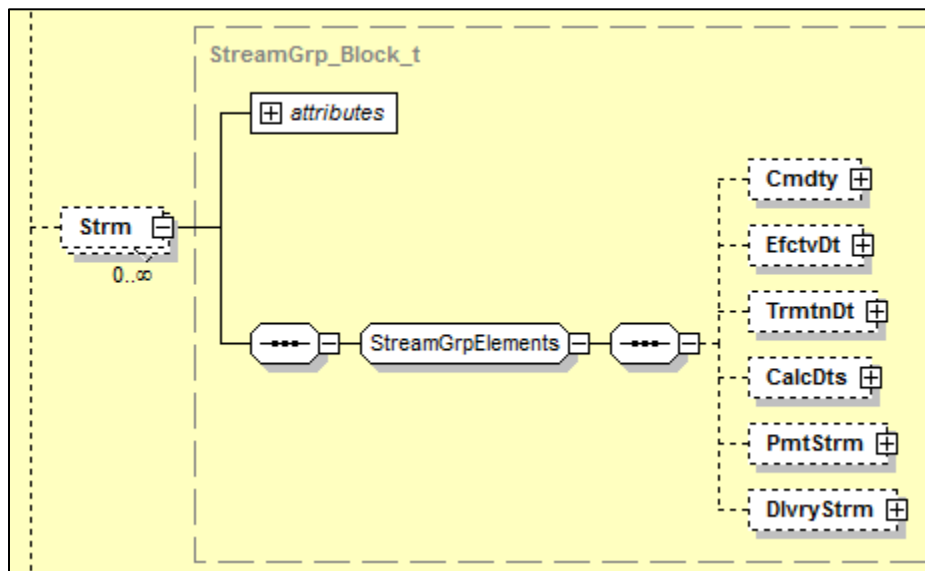 StreamGrp_Block_t
attributes
Strm
0..∞
StreamGrpElements
Cmdty
EfctvDt
TrmtnDt
CalcDts
PmtStrm
DlvryStrm